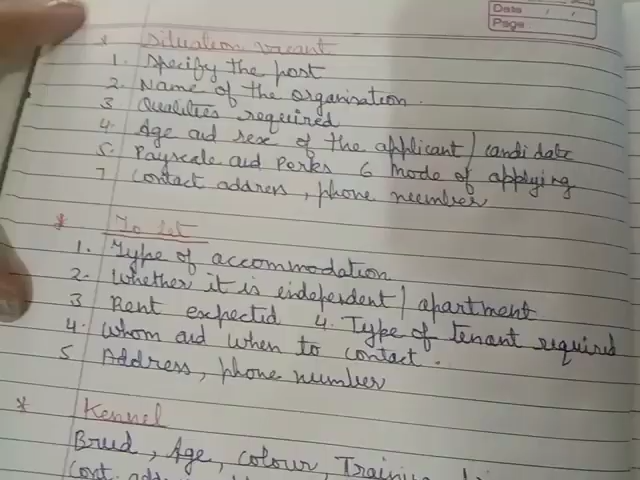 Date
Page
* Situation vacant
1. Specify the post
2. Name of the organisation.
3 Qualities required
4. Age and sex of the applicant / candidate
5. Payscale and Perks 6 Mode of applying
7 Contact address, phone number
* To let
1. Type of accommodation
2. Whether it is independent / apartment
3 Rent expected 4. Type of tenant required
4. Whom and when to contact.
5. Address, phone number
* Kennel
Breed, Age, colour, Training
Cont.